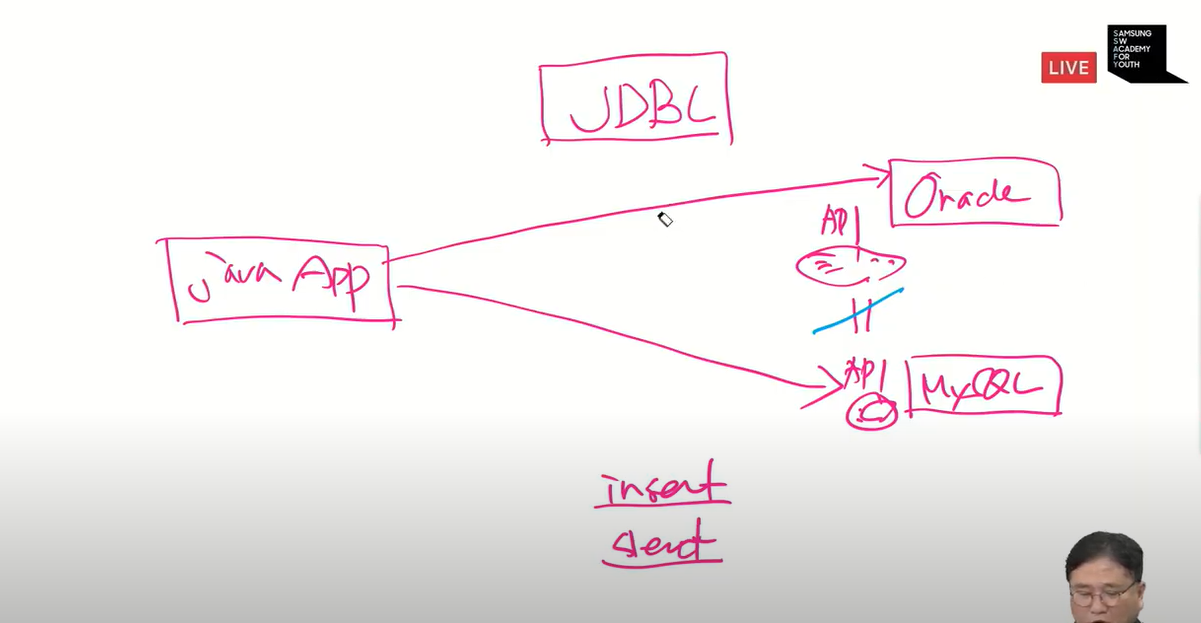 SAMSUNG
SW
ACADEMY
FOR
YOUTH
LIVE
JDBC
Oracle
API
Java App
API
MySQL
insert
select